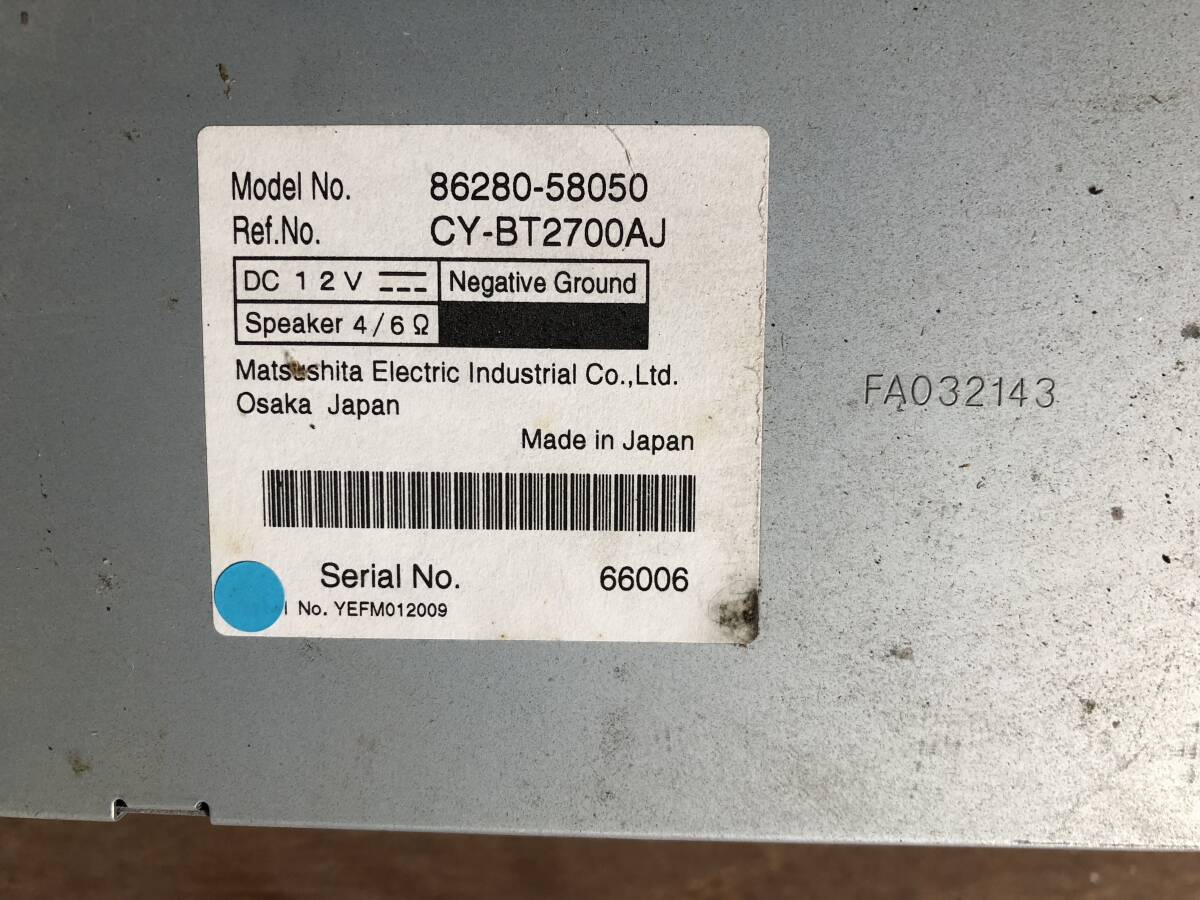 Model No. 86280-58050
Ref.No. CY-BT2700AJ
DC 12V Negative Ground
Speaker 4/6Ω
Matsushita Electric Industrial Co.,Ltd.
Osaka Japan
Made in Japan
Serial No. 66006
No. YEFM012009
FA032143